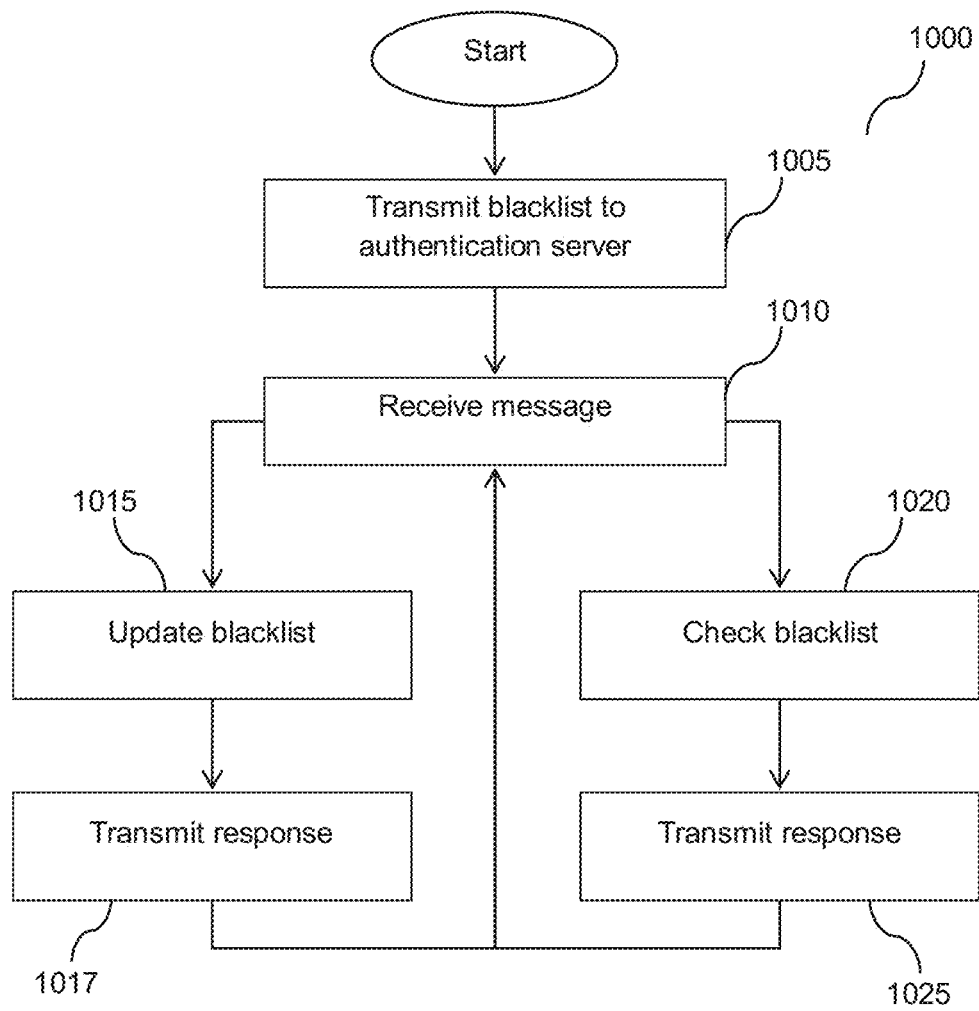 Start
1000
1005
Transmit blacklist to
authentication server
1010
Receive message
1015
1020
Update blacklist
Check blacklist
Transmit response
Transmit response
1017
1025